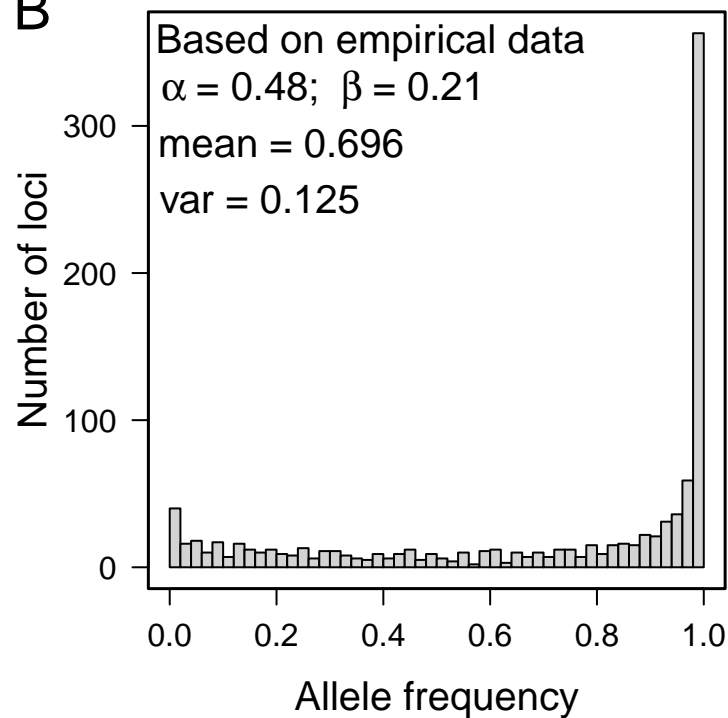 B
Based on empirical data
α = 0.48; β = 0.21
mean = 0.696
var = 0.125
Number of loci
300
200
100
0
0.0 0.2 0.4 0.6 0.8 1.0
Allele frequency